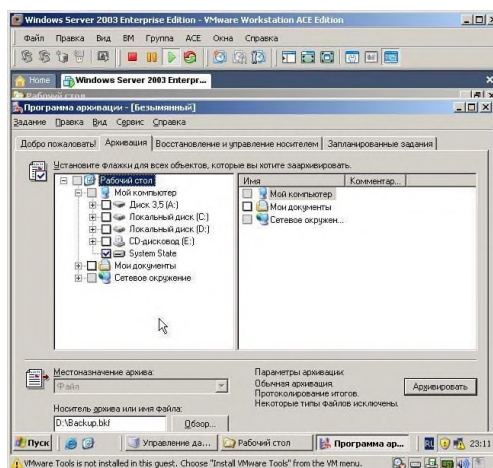 Windows Server 2003 Enterprise Edition - VMware Workstation ACE Edition
Файл Правка Вид ВМ Группа ACE Окна Справка
Home Windows Server 2003 Enterpr...
Рабочий стол
Программа архивации - [Безымянный]
Задание Правка Вид Сервис Справка
Добро пожаловать! Архивация Восстановление и управление носителем Запланированные задания
Установите флажки для всех объектов, которые вы хотите заархивировать.
Рабочий стол
Мой компьютер
Диск 3,5 (A:)
Локальный диск (C:)
Локальный диск (D:)
CD-дисковод (E:)
System State
Мои документы
Сетевое окружение
Имя Комментар...
Мой компьютер
Мои документы
Сетевое окружен...
Местоназначение архива:
Файл
Носитель архива или имя файла:
D:\Backup.bkf Обзор...
Параметры архивации:
Обычная архивация.
Протоколирование итогов.
Некоторые типы файлов исключены.
Архивировать
Пуск Управление да... Рабочий стол Программа ар... RL 23:11
VMware Tools is not installed in this guest. Choose "Install VMware Tools" from the VM menu.